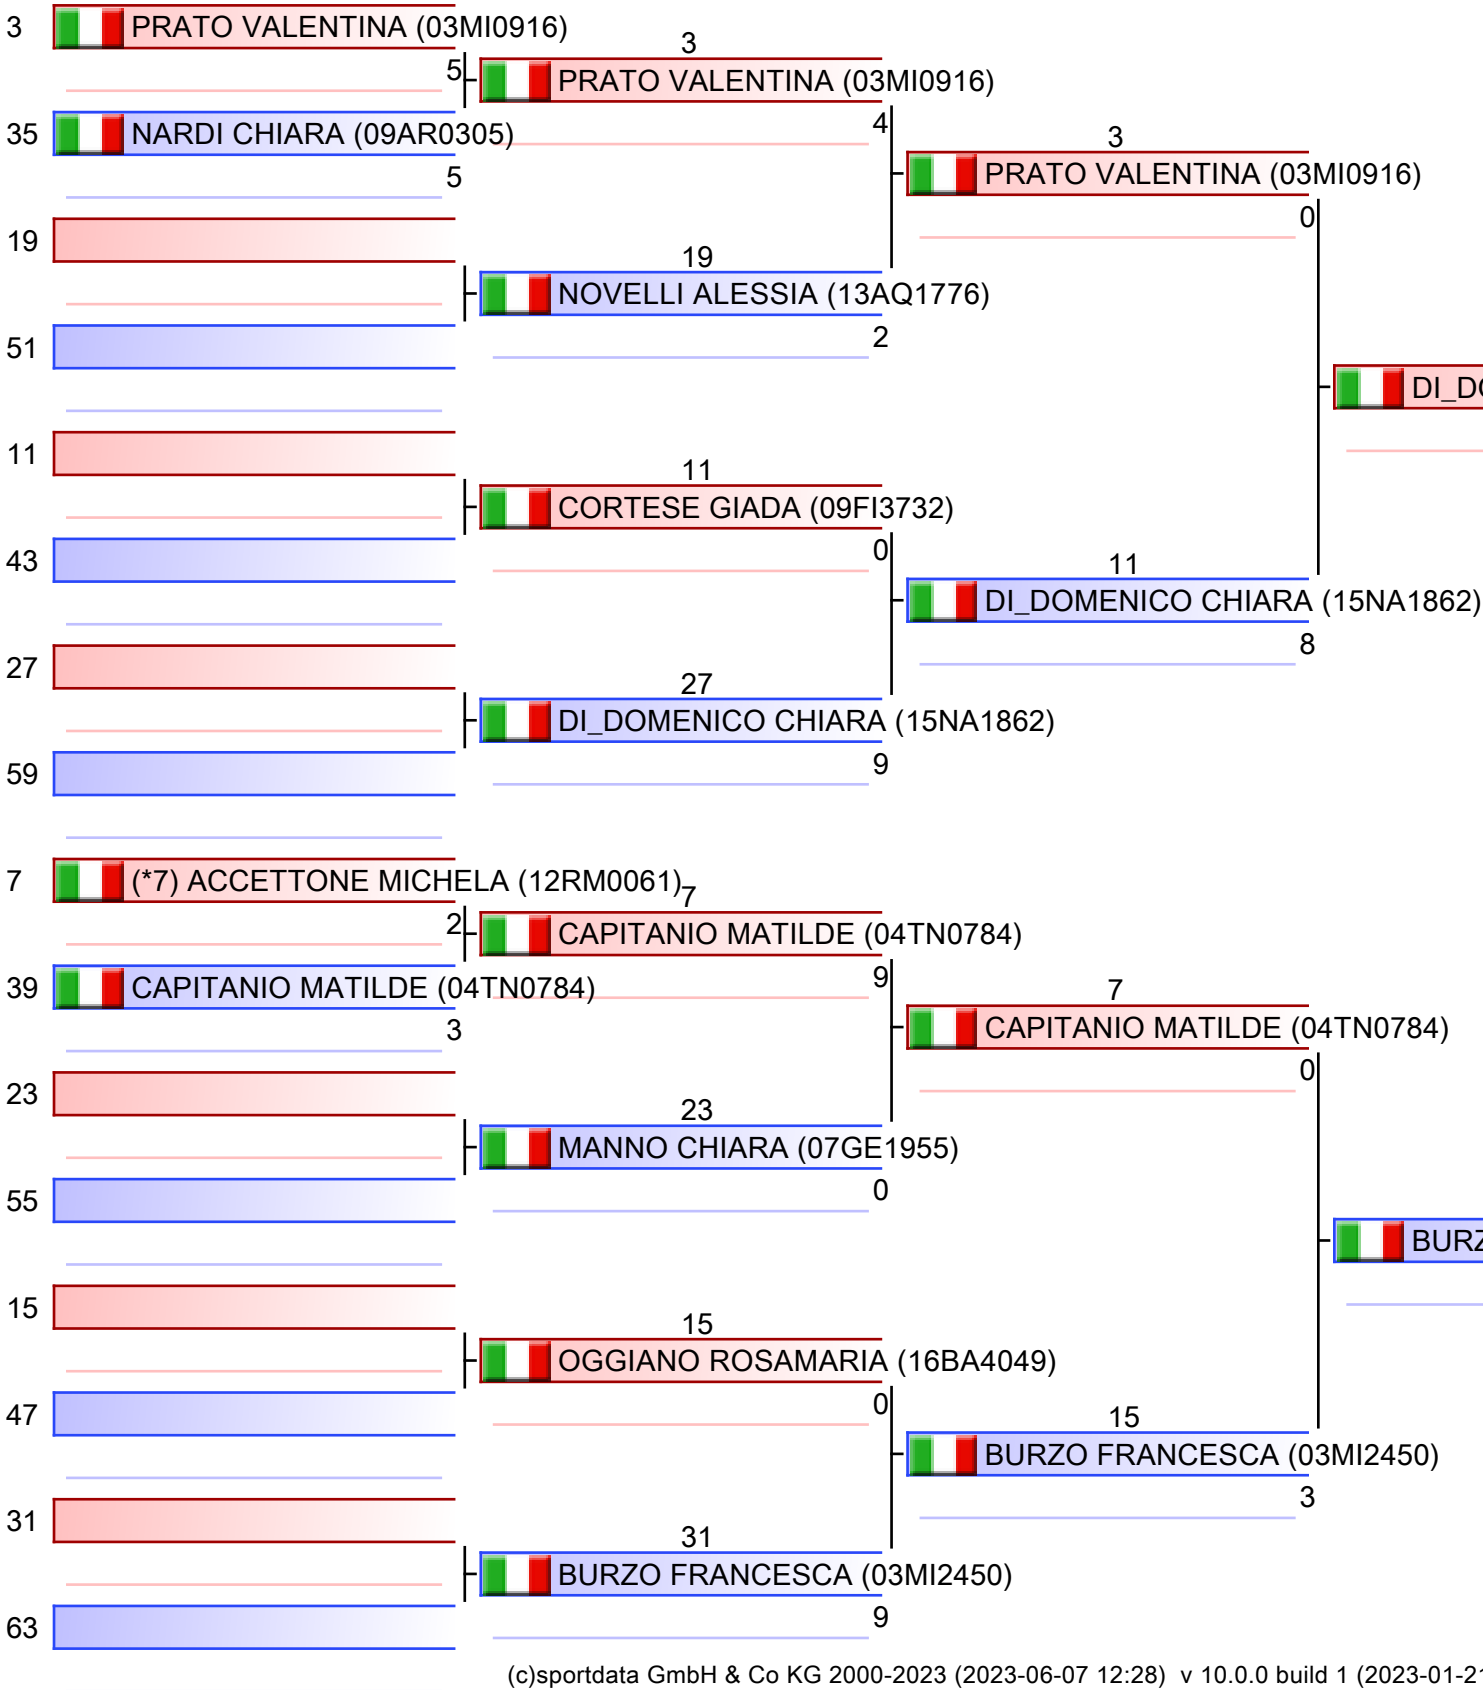 3 PRATO VALENTINA (03MI0916)
3
5 PRATO VALENTINA (03MI0916)
35 NARDI CHIARA (09AR0305)
4
3
5 PRATO VALENTINA (03MI0916)
0
19
19
NOVELLI ALESSIA (13AQ1776)
51
2
DI_DO
11
11
CORTESE GIADA (09FI3732)
43
0
11
DI_DOMENICO CHIARA (15NA1862)
8
27
27
DI_DOMENICO CHIARA (15NA1862)
59
9
7 (*7) ACCETTONE MICHELA (12RM0061)
7
2 CAPITANIO MATILDE (04TN0784)
39 CAPITANIO MATILDE (04TN0784)
9
7
3 CAPITANIO MATILDE (04TN0784)
0
23
23
MANNO CHIARA (07GE1955)
55
0
BURZ
15
15
OGGIANO ROSAMARIA (16BA4049)
47
0
15
BURZO FRANCESCA (03MI2450)
3
31
31
BURZO FRANCESCA (03MI2450)
63
9
(c)sportdata GmbH & Co KG 2000-2023 (2023-06-07 12:28) v 10.0.0 build 1 (2023-01-21